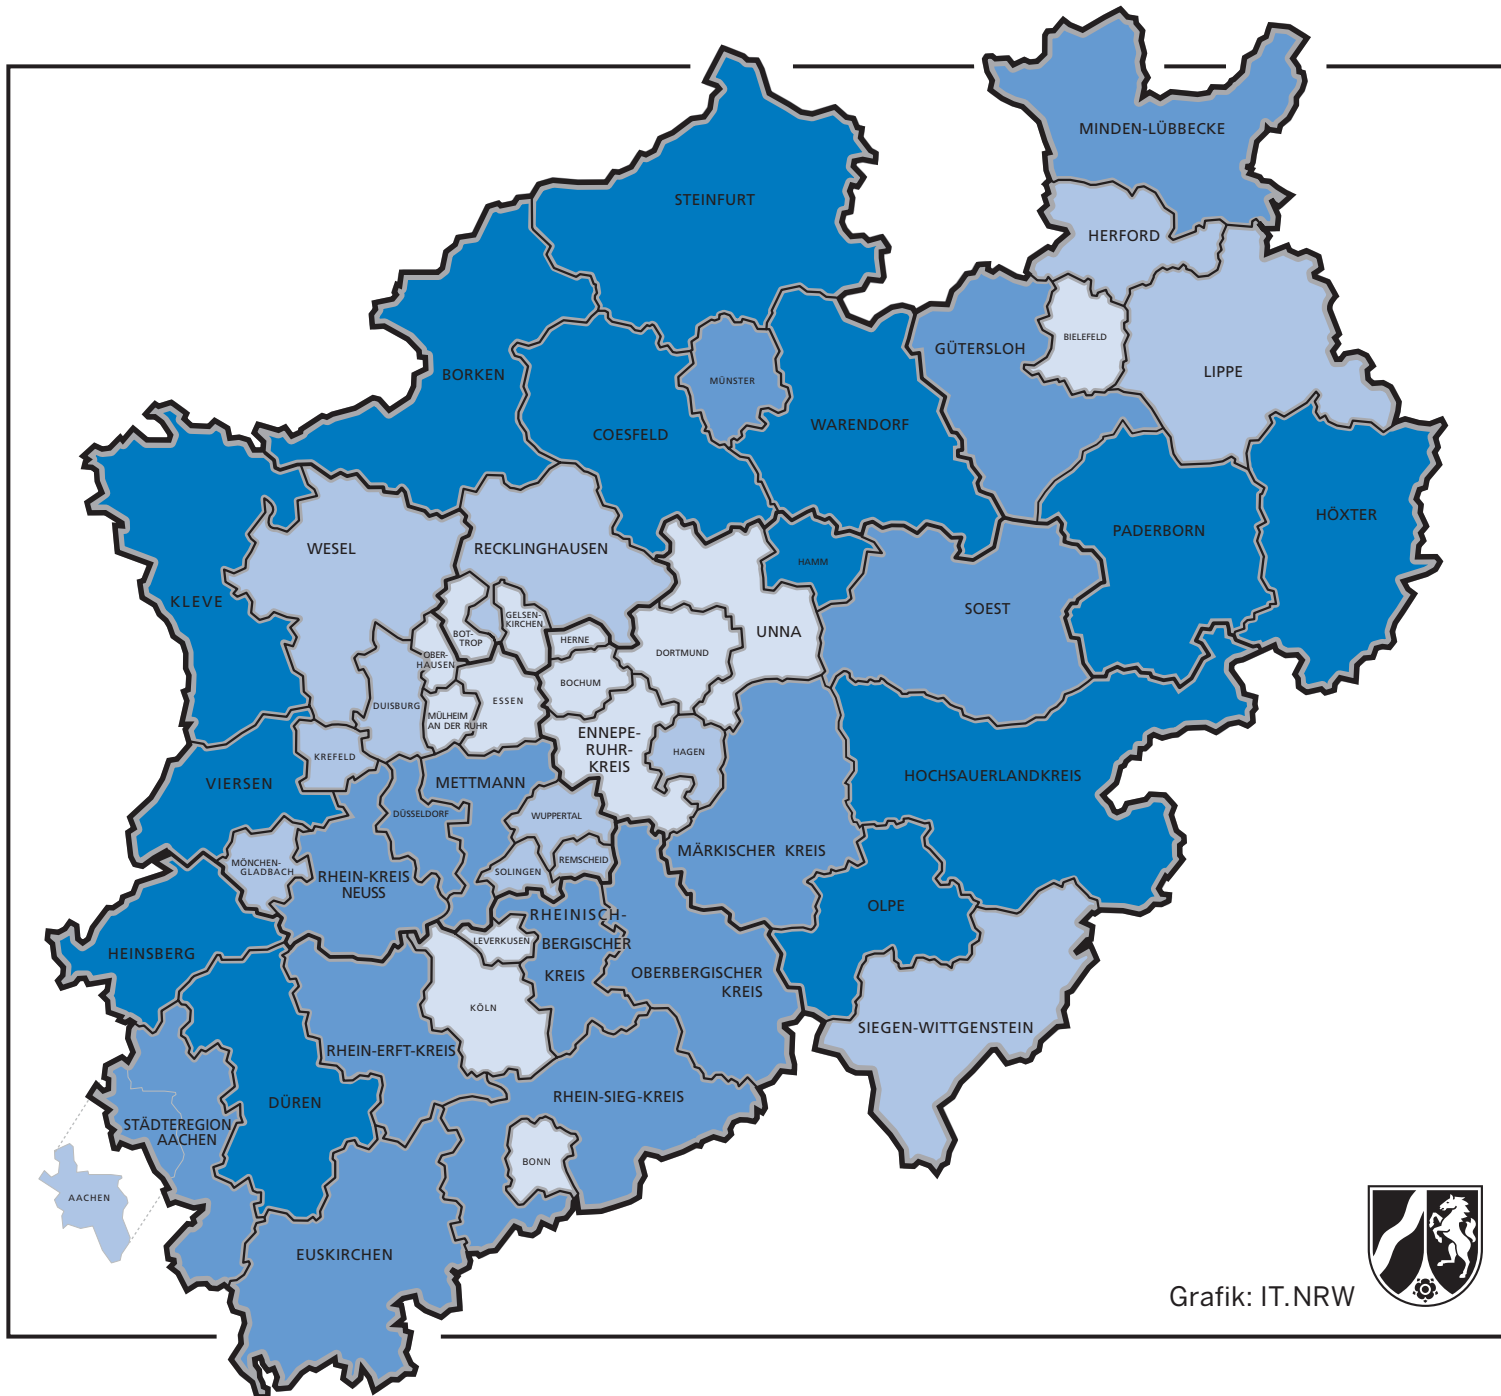 MINDEN-LÜBBECKE
STEINFURT
HERFORD
BIELEFELD
GÜTERSLOH
LIPPE
BORKEN
MÜNSTER
COESFELD
WARENDORF
HÖXTER
PADERBORN
WESEL
RECKLINGHAUSEN
HAMM
KLEVE
SOEST
GELSEN-
KIRCHEN
BOT-
TROP
HERNE
UNNA
DORTMUND
OBER-
HAUSEN
BOCHUM
ESSEN
DUISBURG
MÜLHEIM
AN DER RUHR
ENNEPE-
RUHR-
KREIS
HAGEN
KREFELD
HOCHSAUERLANDKREIS
VIERSEN
METTMANN
DÜSSELDORF
WUPPERTAL
MÄRKISCHER KREIS
REMSCHEID
MÖNCHEN-
GLADBACH
SOLINGEN
RHEIN-KREIS
NEUSS
OLPE
RHEINISCH-
BERGISCHER
KREIS
LEVERKUSEN
HEINSBERG
OBERBERGISCHER
KREIS
KÖLN
SIEGEN-WITTGENSTEIN
RHEIN-ERFT-KREIS
RHEIN-SIEG-KREIS
DÜREN
STÄDTEREGION
AACHEN
BONN
AACHEN
EUSKIRCHEN
Grafik: IT.NRW